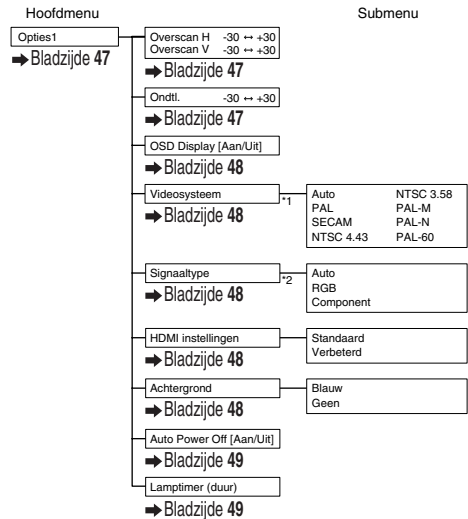 Hoofdmenu
Submenu
Opties1
➡ Bladzijde 47
Overscan H -30 ↔ +30
Overscan V -30 ↔ +30
➡ Bladzijde 47
Ondtl. -30 ↔ +30
➡ Bladzijde 47
OSD Display [Aan/Uit]
➡ Bladzijde 48
Videosysteem
➡ Bladzijde 48
*1
Auto NTSC 3.58
PAL PAL-M
SECAM PAL-N
NTSC 4.43 PAL-60
Signaaltype
➡ Bladzijde 48
*2
Auto
RGB
Component
HDMI instellingen
➡ Bladzijde 48
Standaard
Verbeterd
Achtergrond
➡ Bladzijde 48
Blauw
Geen
Auto Power Off [Aan/Uit]
➡ Bladzijde 49
Lamptimer (duur)
➡ Bladzijde 49